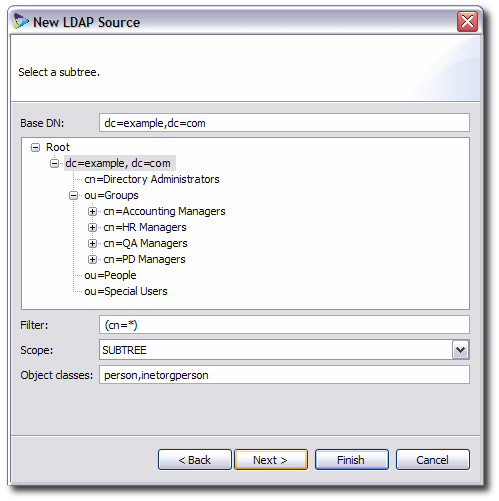 New LDAP Source
Select a subtree.
Base DN: dc=example,dc=com
Root
dc=example, dc=com
cn=Directory Administrators
ou=Groups
cn=Accounting Managers
cn=HR Managers
cn=QA Managers
cn=PD Managers
ou=People
ou=Special Users
Filter: (cn=*)
Scope: SUBTREE
Object classes: person,inetorgperson
< Back Next > Finish Cancel